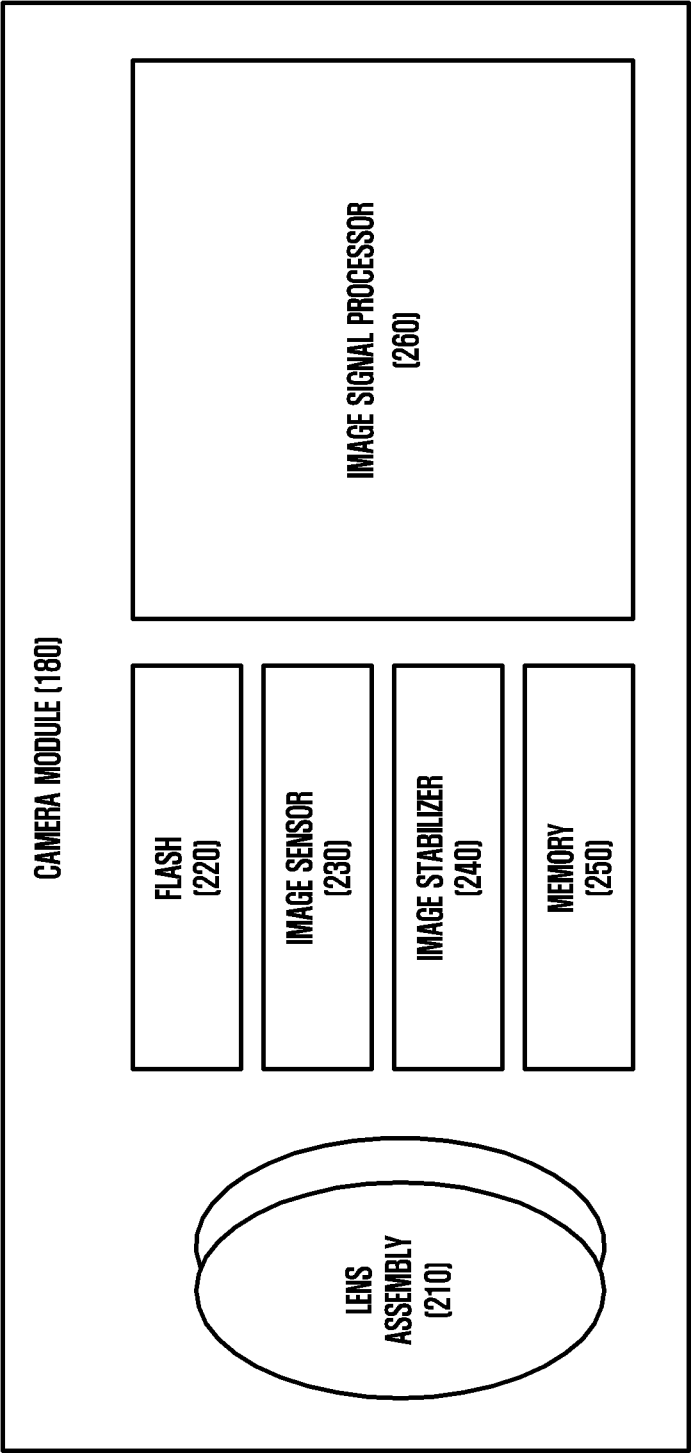 CAMERA MODULE (180)
LENS
ASSEMBLY
(210)
FLASH
(220)
IMAGE SENSOR
(230)
IMAGE STABILIZER
(240)
MEMORY
(250)
IMAGE SIGNAL PROCESSOR
(260)